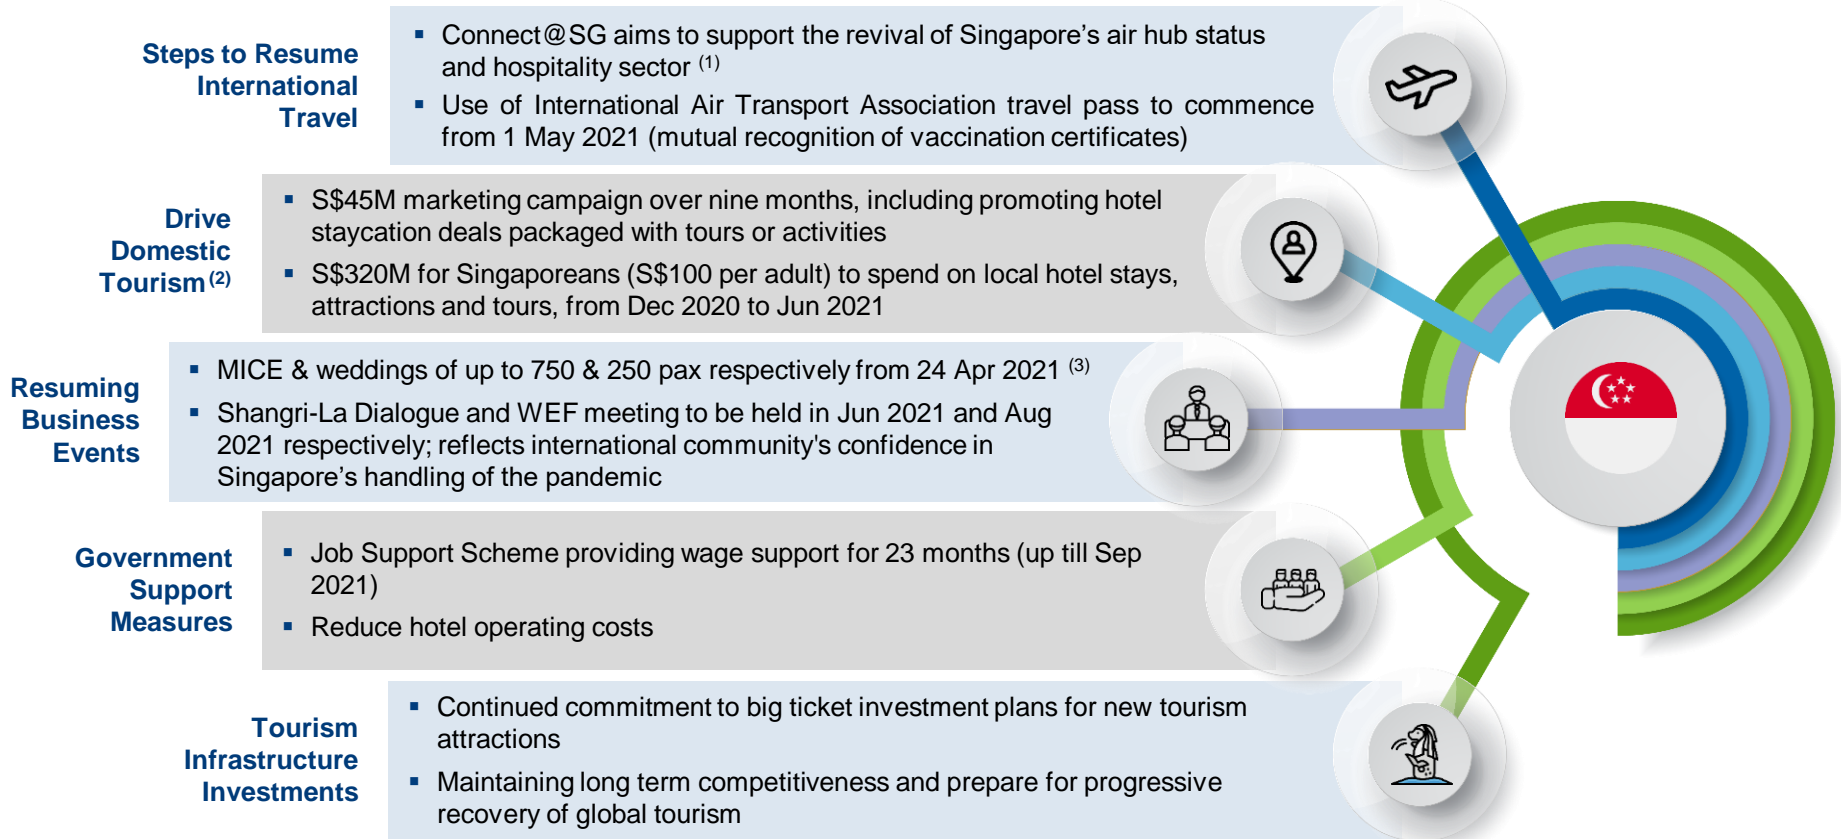 Steps to Resume
International
Travel
▪ Connect@SG aims to support the revival of Singapore’s air hub status
and hospitality sector (1)
▪ Use of International Air Transport Association travel pass to commence
from 1 May 2021 (mutual recognition of vaccination certificates)
Drive
Domestic
Tourism (2)
▪ S$45M marketing campaign over nine months, including promoting hotel
staycation deals packaged with tours or activities
▪ S$320M for Singaporeans (S$100 per adult) to spend on local hotel stays,
attractions and tours, from Dec 2020 to Jun 2021
Resuming
Business
Events
▪ MICE & weddings of up to 750 & 250 pax respectively from 24 Apr 2021 (3)
▪ Shangri-La Dialogue and WEF meeting to be held in Jun 2021 and Aug
2021 respectively; reflects international community's confidence in
Singapore’s handling of the pandemic
Government
Support
Measures
▪ Job Support Scheme providing wage support for 23 months (up till Sep
2021)
▪ Reduce hotel operating costs
Tourism
Infrastructure
Investments
▪ Continued commitment to big ticket investment plans for new tourism
attractions
▪ Maintaining long term competitiveness and prepare for progressive
recovery of global tourism